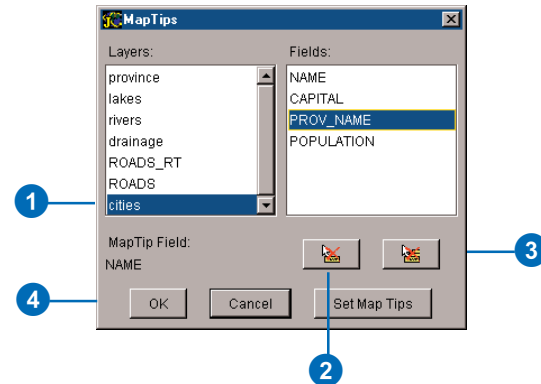 MapTips
Layers:
Fields:
province
lakes
rivers
drainage
ROADS_RT
ROADS
cities
NAME
CAPITAL
PROV_NAME
POPULATION
1
MapTip Field:
NAME
3
4
OK
Cancel
Set Map Tips
2